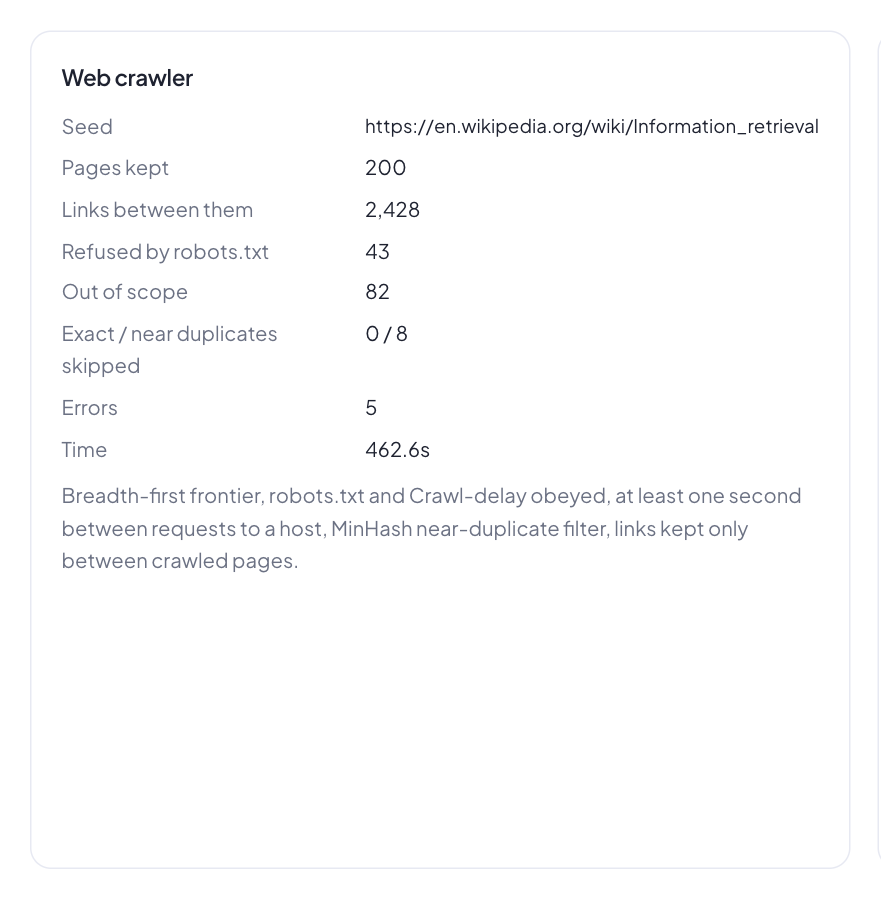 Web crawler
Seed https://en.wikipedia.org/wiki/Information_retrieval
Pages kept 200
Links between them 2,428
Refused by robots.txt 43
Out of scope 82
Exact / near duplicates 0 / 8
skipped
Errors 5
Time 462.6s
Breadth-first frontier, robots.txt and Crawl-delay obeyed, at least one second
between requests to a host, MinHash near-duplicate filter, links kept only
between crawled pages.